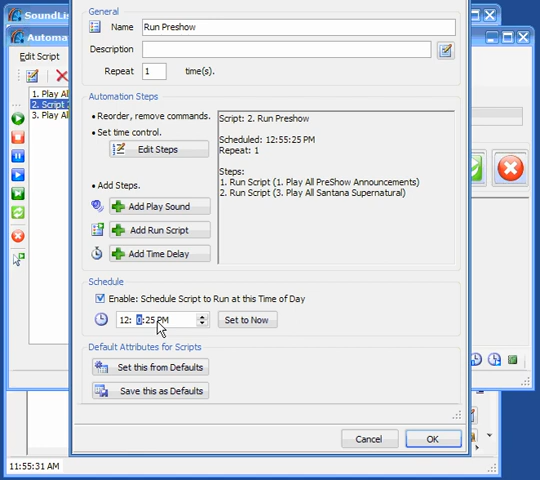 SoundLis
Automa
Edit Script
1. Play Al
2. Script 2
3. Play Al
General
Name Run Preshow
Description
Repeat 1 time(s).
Automation Steps
• Reorder, remove commands.
• Set time control.
Edit Steps
• Add Steps.
Add Play Sound
Add Run Script
Add Time Delay
Script: 2. Run Preshow
Scheduled: 12:55:25 PM
Repeat: 1
Steps:
1. Run Script (1. Play All PreShow Announcements)
2. Run Script (3. Play All Santana Supernatural)
Schedule
Enable: Schedule Script to Run at this Time of Day
12: 0:25 PM
Set to Now
Default Attributes for Scripts
Set this from Defaults
Save this as Defaults
Cancel
OK
11:55:31 AM